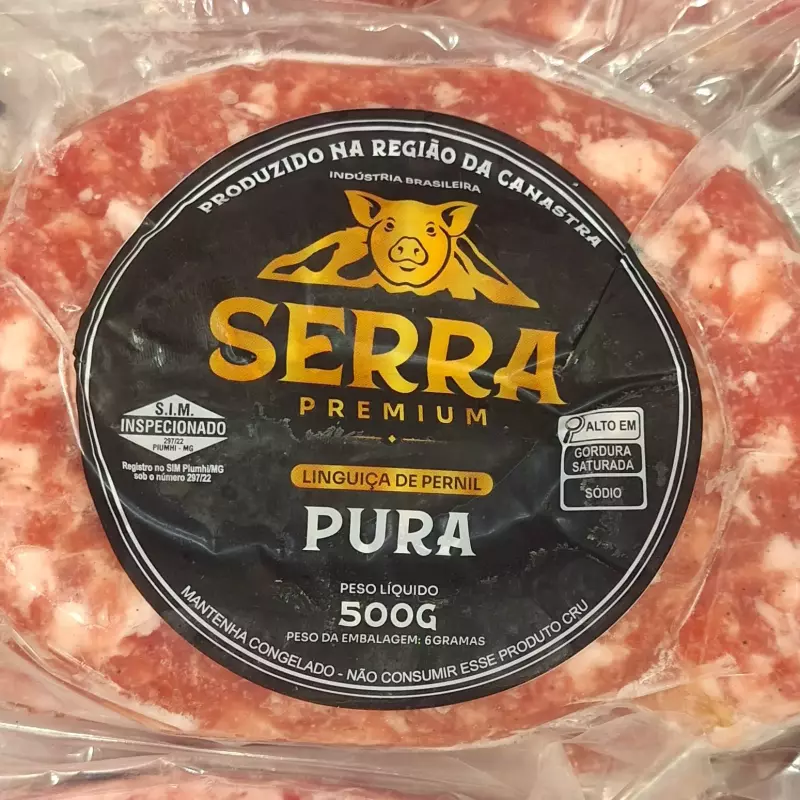 PRODUZIDO NA REGIÃO DA CANASTRA
INDÚSTRIA BRASILEIRA
SERRA
PREMIUM
S.I.M.
INSPECIONADO
297/22
PIUMHI - MG
Registro no SIM Piumhi/MG
sob o número 297/22
ALTO EM
GORDURA
SATURADA
SÓDIO
LINGUIÇA DE PERNIL
PURA
PESO LÍQUIDO
500G
PESO DA EMBALAGEM: 6GRAMAS
MANTENHA CONGELADO - NÃO CONSUMIR ESSE PRODUTO CRU